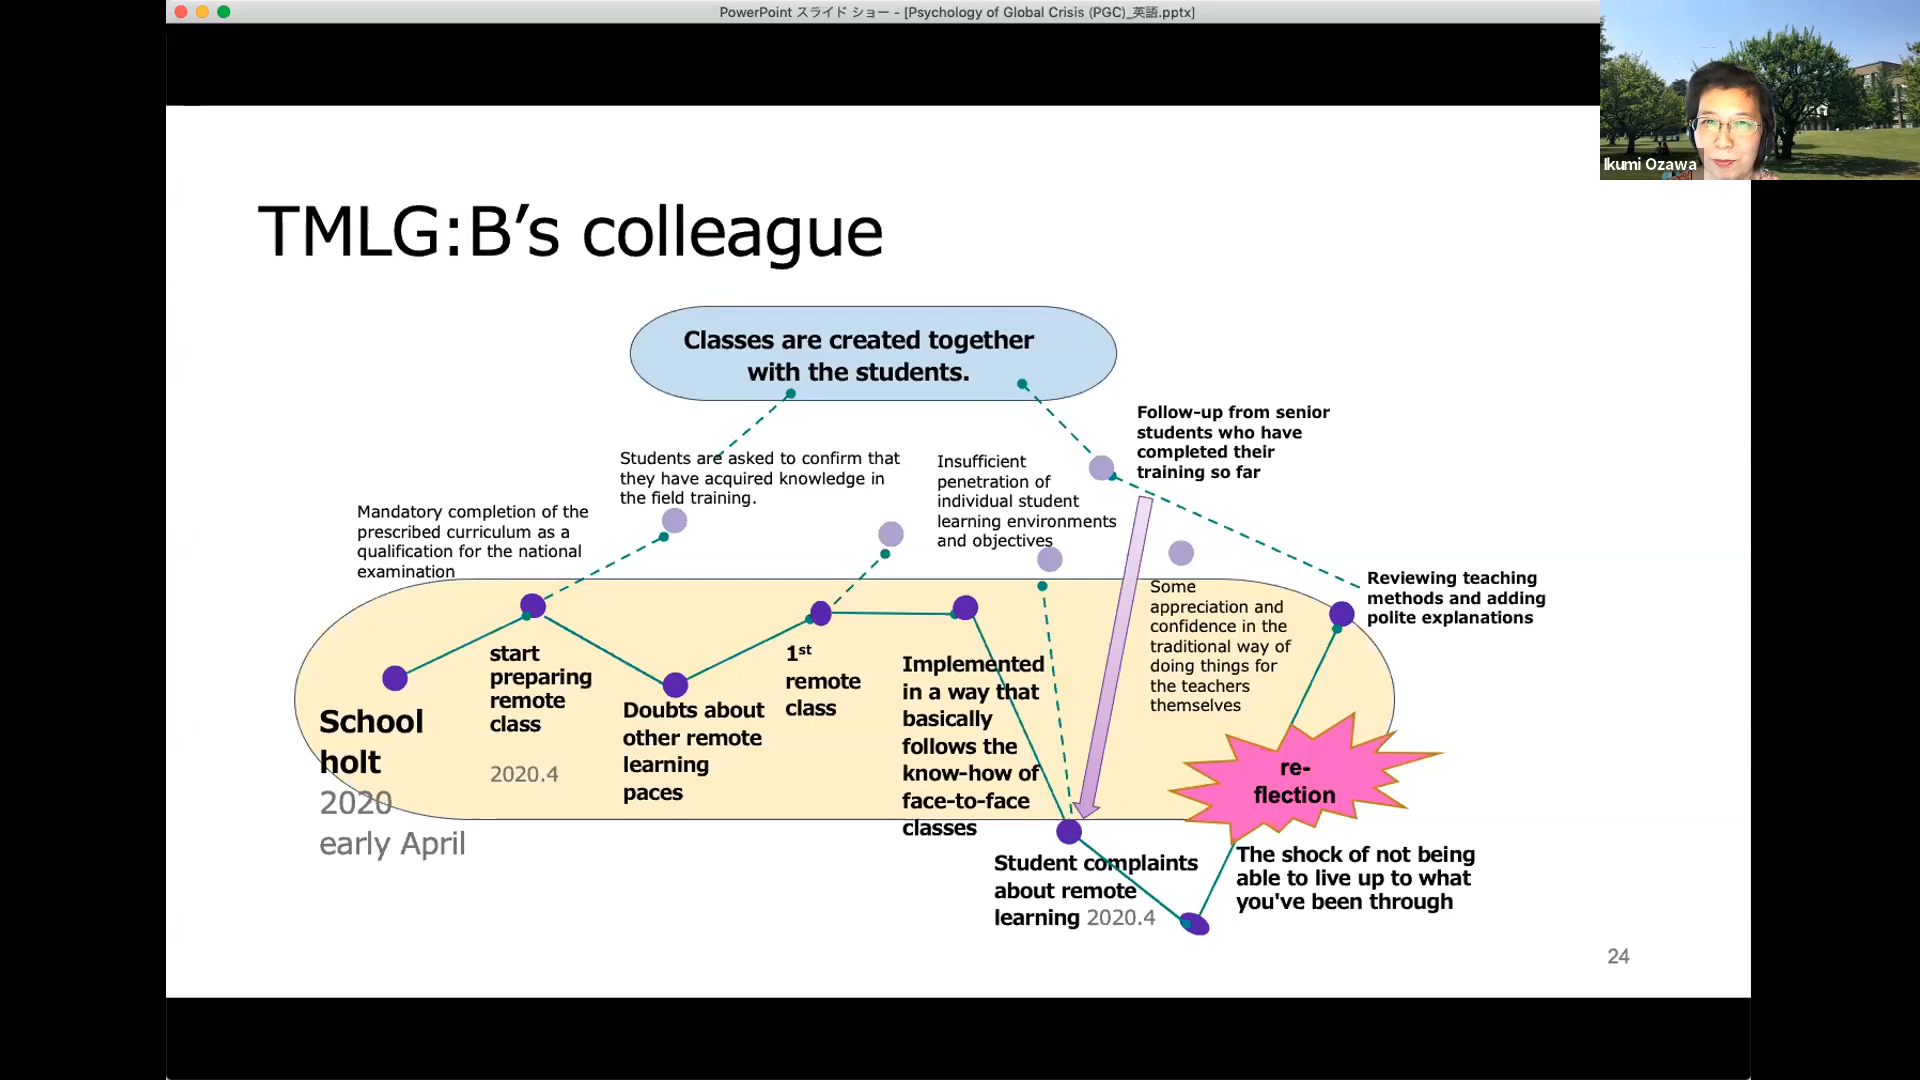 PowerPoint スライド ショー - [Psychology of Global Crisis (PGC)_英語.pptx]
Ikumi Ozawa
TMLG:B’s colleague
Classes are created together
with the students.
Follow-up from senior
students who have
completed their
training so far
Students are asked to confirm that
they have acquired knowledge in
the field training.
Insufficient
penetration of
individual student
learning environments
and objectives
Mandatory completion of the
prescribed curriculum as a
qualification for the national
examination
Some
appreciation and
confidence in the
traditional way of
doing things for
the teachers
themselves
Reviewing teaching
methods and adding
polite explanations
School
holt
2020
early April
start
preparing
remote
class
2020.4
Doubts about
other remote
learning
paces
1st
remote
class
Implemented
in a way that
basically
follows the
know-how of
face-to-face
classes
re-
flection
Student complaints
about remote
learning 2020.4
The shock of not being
able to live up to what
you've been through
24